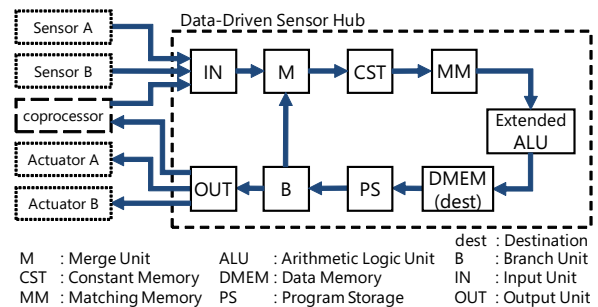 Data-Driven Sensor Hub
Sensor A
Sensor B
coprocessor
Actuator A
Actuator B
IN
M
CST
MM
Extended
ALU
OUT
B
PS
DMEM
(dest)
dest : Destination
M : Merge Unit ALU : Arithmetic Logic Unit B : Branch Unit
CST : Constant Memory DMEM : Data Memory IN : Input Unit
MM : Matching Memory PS : Program Storage OUT : Output Unit